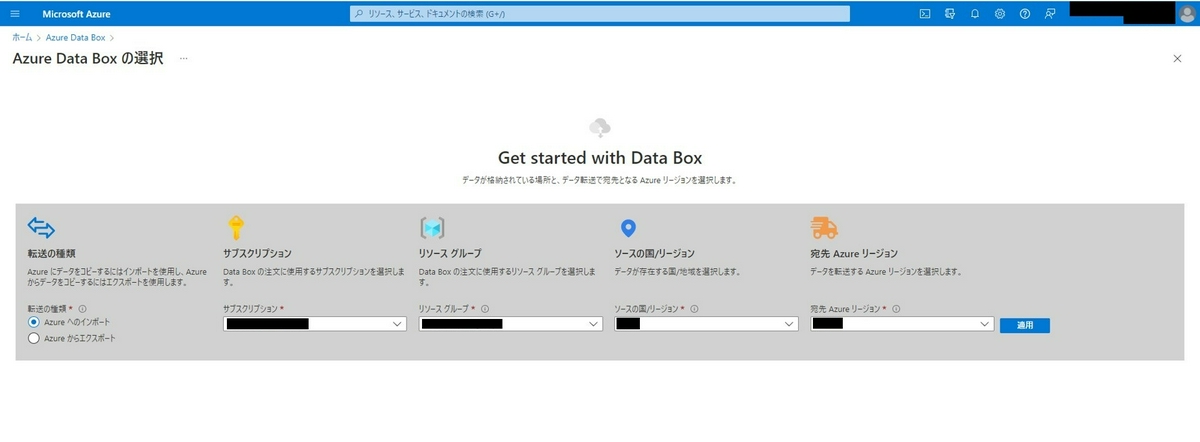 Microsoft Azure
リソース、サービス、ドキュメントの検索 (G+/)
ホーム > Azure Data Box >
Azure Data Box の選択 ...
Get started with Data Box
データが格納されている場所と、データ転送で宛先となる Azure リージョンを選択します。
転送の種類
Azure にデータをコピーするにはインポートを使用し、Azure
からデータをコピーするにはエクスポートを使用します。
転送の種類 *
Azure へのインポート
Azure からエクスポート
サブスクリプション
Data Box の注文に使用するサブスクリプションを選択しま
す。
サブスクリプション *
リソース グループ
Data Box の注文に使用するリソース グループを選択しま
す。
リソース グループ *
ソースの国/リージョン
データが存在する国/地域を選択します。
ソースの国/リージョン *
宛先 Azure リージョン
データを転送する Azure リージョンを選択します。
宛先 Azure リージョン *
適用